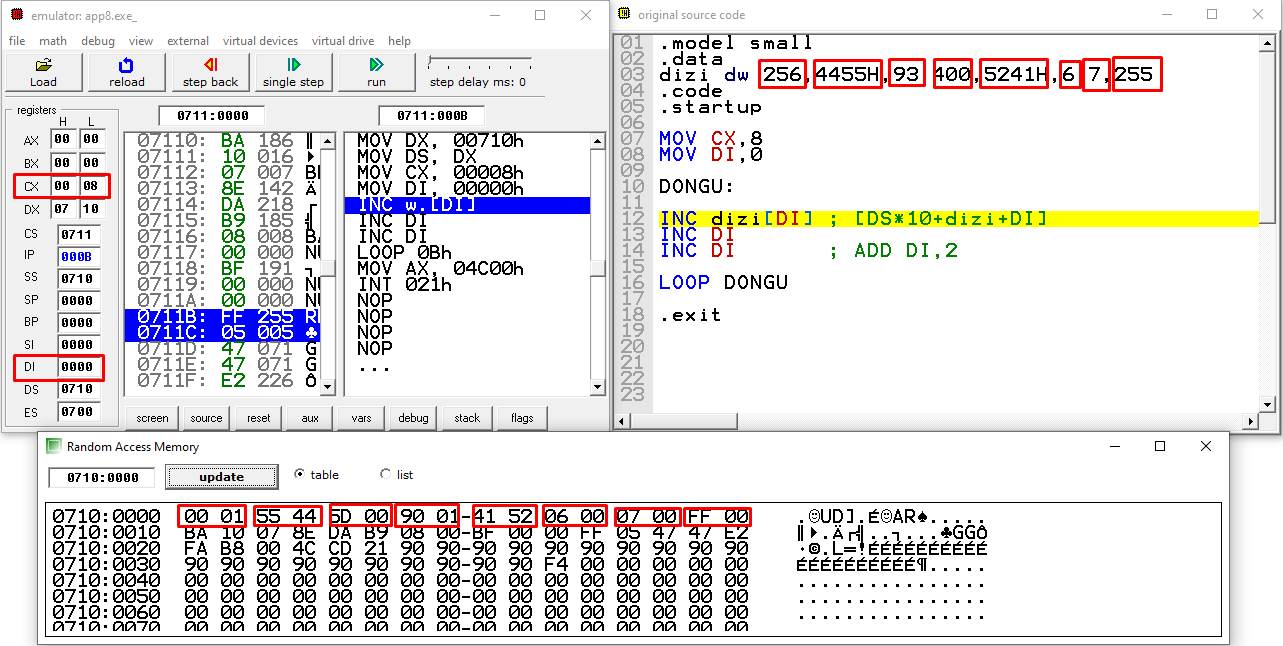 emulator: app8.exe_
file math debug view external virtual devices virtual drive help
Load reload step back single step run step delay ms: 0
registers
H L
AX 00 00
BX 00 00
CX 00 08
DX 07 10
CS 0711
IP 000B
SS 0710
SP 0000
BP 0000
SI 0000
DI 0000
DS 0710
ES 0700
0711:0000
07110: BA 186 ║
07111: 10 016 ►
07112: 07 007
07113: 8E 142 Ä
07114: DA 218 ┌
07115: B9 185 ╣
07116: 08 008
07117: 00 000
07118: BF 191 ┐
07119: 00 000
0711A: 00 000
0711B: FF 255
0711C: 05 005 ♣
0711D: 47 071 G
0711E: 47 071 G
0711F: E2 226 Ô
0711:000B
MOV DX, 00710h
MOV DS, DX
MOV CX, 00008h
MOV DI, 00000h
INC w.[DI]
INC DI
INC DI
LOOP 0Bh
MOV AX, 04C00h
INT 021h
NOP
NOP
NOP
NOP
...
screen source reset aux vars debug stack flags
original source code
01 .model small
02 .data
03 dizi dw 256,4455H,93 400,5241H,6 7,255
04 .code
05 .startup
06
07 MOV CX,8
08 MOV DI,0
09
10 DONGU:
11
12 INC dizi[DI] ; [DS*10+dizi+DI]
13 INC DI
14 INC DI ; ADD DI,2
15
16 LOOP DONGU
17
18 .exit
19
20
21
22
23
Random Access Memory
0710:0000 update table list
0710:0000 00 01 55 44 5D 00 90 01-41 52 06 00 07 00 FF 00 .☺UD].É☺AR♠.....
0710:0010 BA 10 07 8E DA B9 08 00-BF 00 00 FF 05 47 47 E2 ║►.Ä┌╣..┐...♣GGÔ
0710:0020 FA B8 00 4C CD 21 90 90-90 90 90 90 90 90 90 90
0710:0030 90 90 90 90 90 90 90 90-90 90 F4 00 00 00 00 00 ÉÉÉÉÉÉÉÉÉÉ¶.....
0710:0040 00 00 00 00 00 00 00 00-00 00 00 00 00 00 00 00 ................
0710:0050 00 00 00 00 00 00 00 00-00 00 00 00 00 00 00 00 ................
0710:0060 00 00 00 00 00 00 00 00-00 00 00 00 00 00 00 00 ................
0710:0070 00 00 00 00 00 00 00 00-00 00 00 00 00 00 00 00